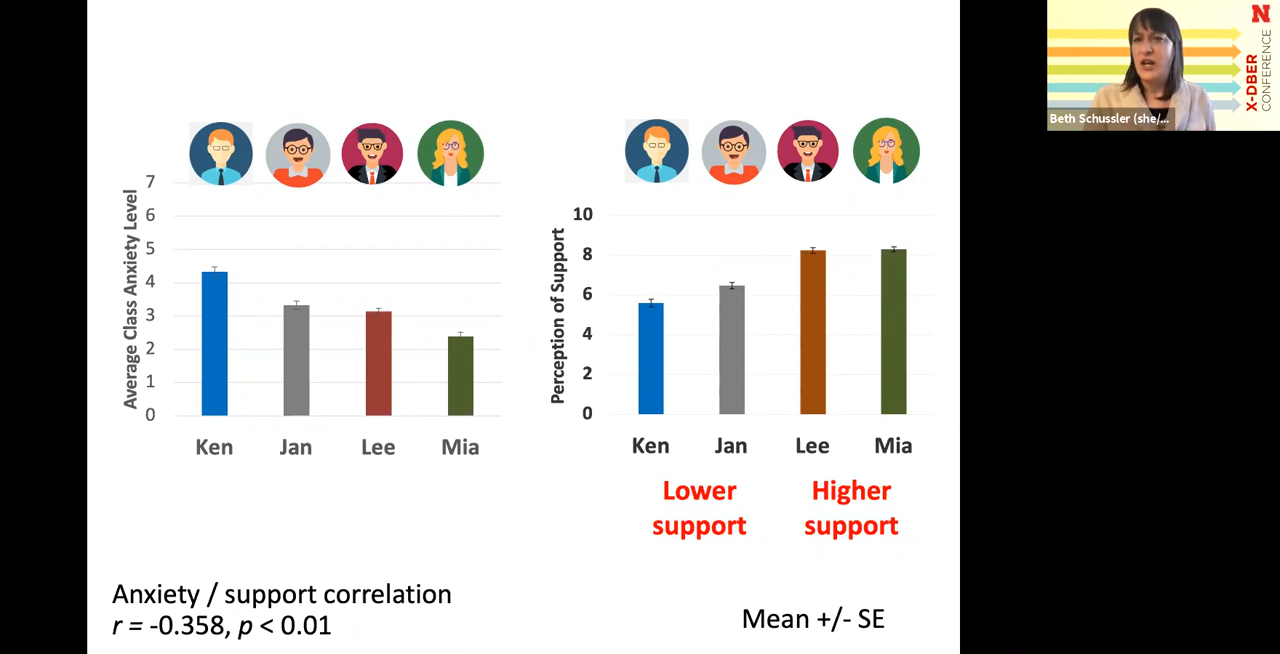 7
6
5
4
3
2
1
0
Average Class Anxiety Level
Ken Jan Lee Mia
10
8
6
4
2
0
Perception of Support
Ken Jan Lee Mia
Lower
support
Higher
support
Anxiety / support correlation
r = -0.358, p < 0.01
Mean +/- SE
N
X-DBER
CONFERENCE
Beth Schussler (she/...